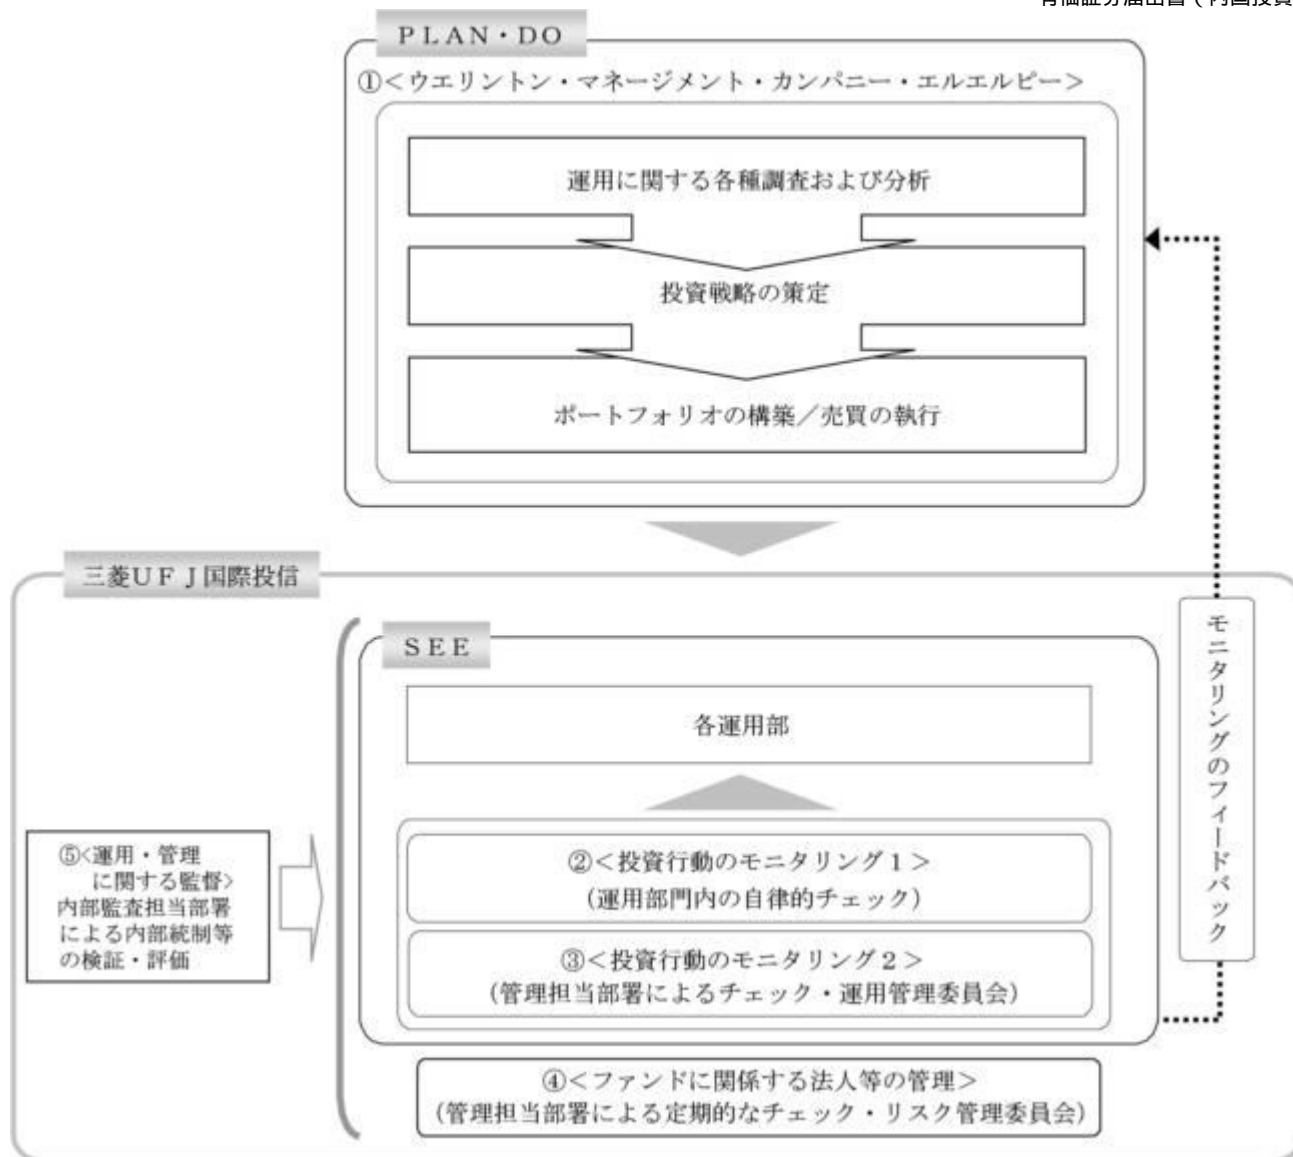 有価証券届出書（内国投資
ＰＬＡＮ・ＤＯ
①＜ウエリントン・マネージメント・カンパニー・エルエルピー＞
運用に関する各種調査および分析
投資戦略の策定
ポートフォリオの構築／売買の執行
三菱ＵＦＪ国際投信
ＳＥＥ
各運用部
②＜投資行動のモニタリング１＞
（運用部門内の自律的チェック）
③＜投資行動のモニタリング２＞
（管理担当部署によるチェック・運用管理委員会）
④＜ファンドに関係する法人等の管理＞
（管理担当部署による定期的なチェック・リスク管理委員会）
⑤<運用・管理
に関する監督>
内部監査担当部署
による内部統制等
の検証・評価
モニタリングのフィードバック